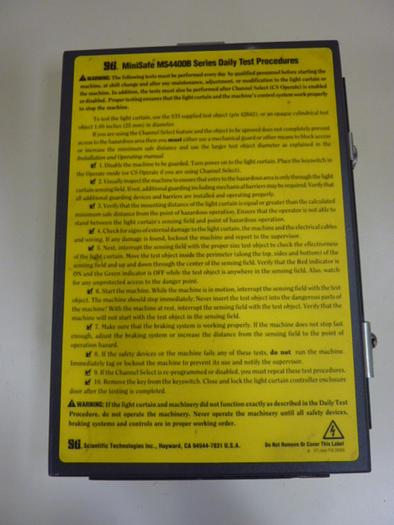 STI MiniSafe MS4400B Series Daily Test Procedures
WARNING: The following tests must be performed every day by qualified personnel before starting the
machine, at shift change and after any maintenance, adjustment, or modification to the light curtain or
the machine. In addition, the tests must also be performed after Channel Select (CS Operate) is enabled
or disabled. Proper testing ensures that the light curtain and the machine's control system work properly
to stop the machine.
To test the light curtain, use the STI supplied test object (p/n 42642), or an opaque cylindrical test
object 1.00 inches (25 mm) in diameter.
If you are using the Channel Select feature and the object to be ignored does not completely prevent
access to the hazardous area then you must either use a mechanical guard or other means to block access
or increase the minimum safe distance and use the larger test object diameter as explained in the
Installation and Operating manual.
1. Disable the machine to be guarded. Turn power on to the light curtain. Place the keyswitch in
the Operate mode (or CS Operate if you are using Channel Select).
2. Visually inspect the machine to ensure that entry to the hazardous area is only through the light
curtain sensing field. If not, additional guarding including mechanical barriers may be required. Verify that
all additional guarding devices and barriers are installed and operating properly.
3. Verify that the mounting distance of the light curtain is equal or greater than the calculated
minimum safe distance from the point of hazardous operation. Ensure that the operator is not able to
stand between the light curtain's sensing field and point of hazardous operation.
4. Check for signs of external damage to the light curtain, the machine and the electrical cables
and wiring. If any damage is found, lockout the machine and report to the supervisor.
5. Next, interrupt the sensing field with the proper size test object to check the effectiveness
of the light curtain. Move the test object inside the perimeter (along the top, sides and bottom) of the
sensing field and up and down through the center of the sensing field. Verify that the Red indicator is
ON and the Green indicator is OFF while the test object is anywhere in the sensing field. Also, watch
for any unprotected access to the danger point.
6. Start the machine. While the machine is in motion, interrupt the sensing field with the test
object. The machine should stop immediately. Never insert the test object into the dangerous parts of
the machine! With the machine at rest, interrupt the sensing field with the test object. Verify that the
machine will not start with the test object in the sensing field.
7. Make sure that the braking system is working properly. If the machine does not stop fast
enough, adjust the braking system or increase the distance from the sensing field to the point of
operation hazard.
8. If the safety devices or the machine fails any of these tests, do not run the machine.
Immediately tag or lockout the machine to prevent its use and notify the supervisor.
9. If the Channel Select is re-programmed or disabled, you must repeat these procedures.
10. Remove the key from the keyswitch. Close and lock the light curtain controller enclosure
door after the testing is completed.
WARNING: If the light curtain and machinery did not function exactly as described in the Daily Test
Procedure, do not operate the machinery. Never operate the machinery until all safety devices,
braking systems and controls are in proper working order.
STI Scientific Technologies Inc., Hayward, CA 94544-7931 U.S.A.
Do Not Remove Or Cover This Label